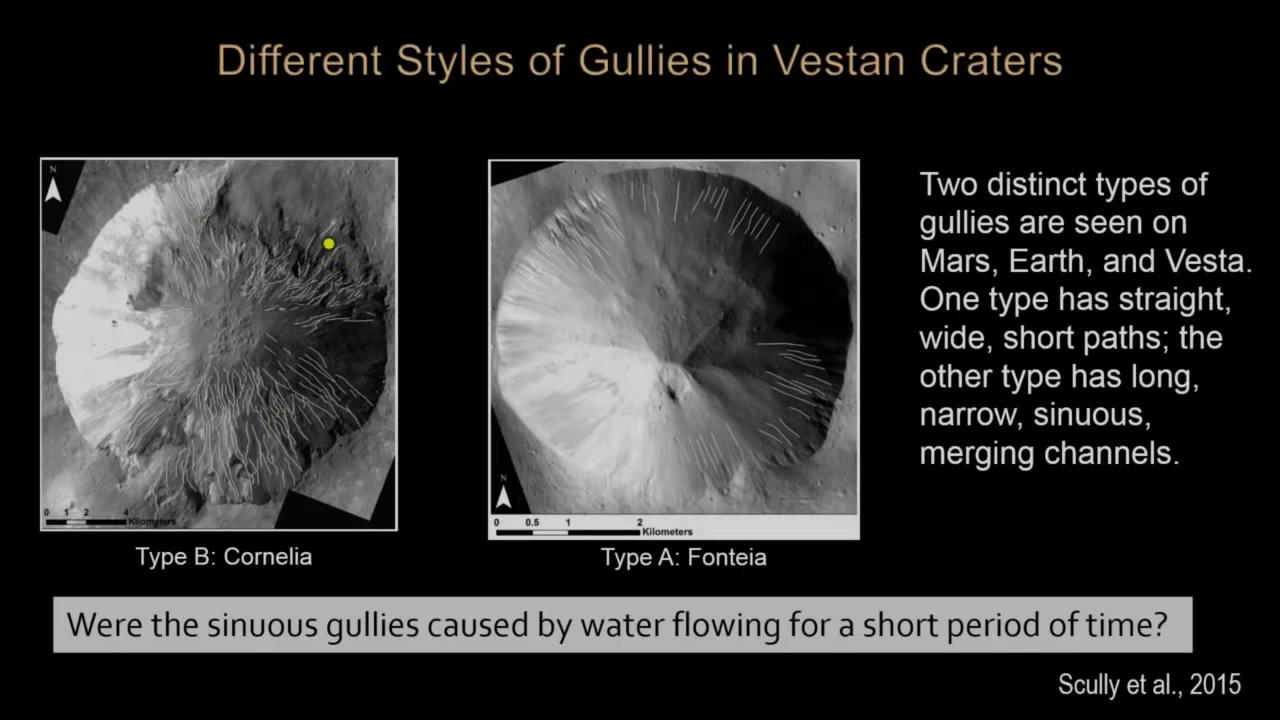 Different Styles of Gullies in Vestan Craters
N
0 1 2 4
Kilometers
Type B: Cornelia
N
0 0.5 1 2
Kilometers
Type A: Fonteia
Two distinct types of
gullies are seen on
Mars, Earth, and Vesta.
One type has straight,
wide, short paths; the
other type has long,
narrow, sinuous,
merging channels.
Were the sinuous gullies caused by water flowing for a short period of time?
Scully et al., 2015